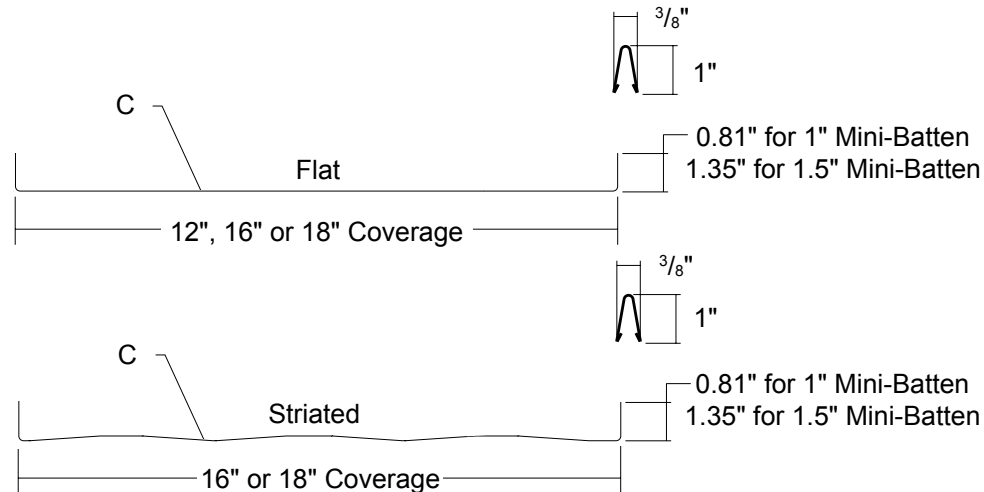 3/8"
1"
C
0.81" for 1" Mini-Batten
Flat
1.35" for 1.5" Mini-Batten
12", 16" or 18" Coverage
3/8"
1"
C
0.81" for 1" Mini-Batten
Striated
1.35" for 1.5" Mini-Batten
16" or 18" Coverage